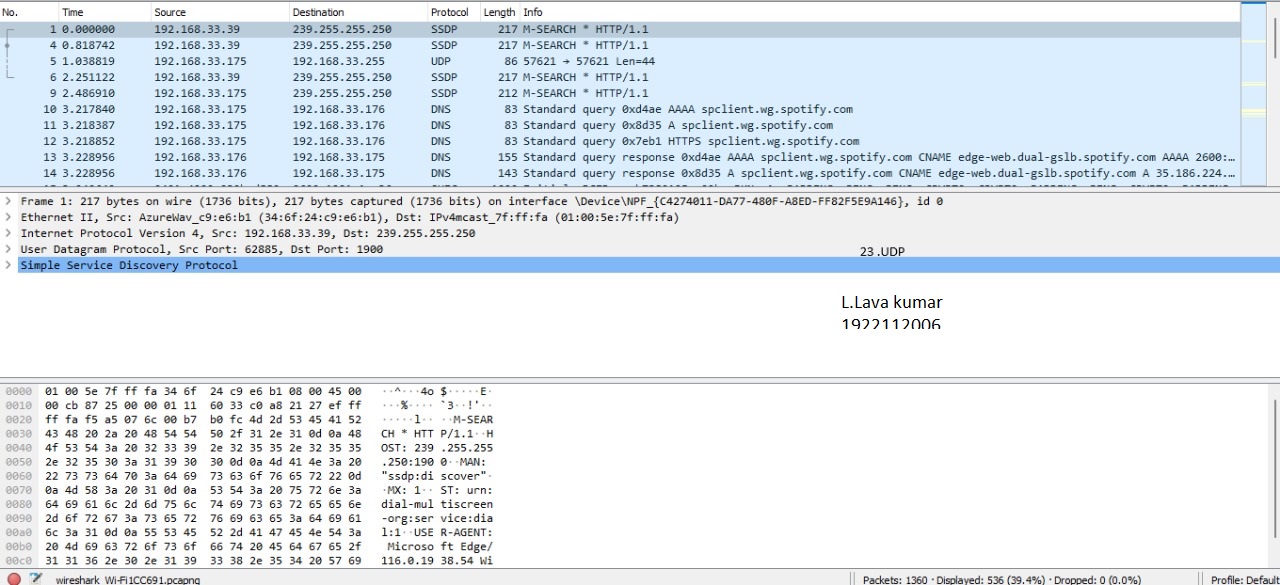 No. Time Source Destination Protocol Length Info
1 0.000000 192.168.33.39 239.255.255.250 SSDP 217 M-SEARCH * HTTP/1.1
4 0.818742 192.168.33.39 239.255.255.250 SSDP 217 M-SEARCH * HTTP/1.1
5 1.038819 192.168.33.175 192.168.33.255 UDP 86 57621 → 57621 Len=44
6 2.251122 192.168.33.39 239.255.255.250 SSDP 217 M-SEARCH * HTTP/1.1
9 2.486910 192.168.33.175 239.255.255.250 SSDP 212 M-SEARCH * HTTP/1.1
10 3.217840 192.168.33.175 192.168.33.176 DNS 83 Standard query 0xd4ae AAAA spclient.wg.spotify.com
11 3.218387 192.168.33.175 192.168.33.176 DNS 83 Standard query 0x8d35 A spclient.wg.spotify.com
12 3.218852 192.168.33.175 192.168.33.176 DNS 83 Standard query 0x7eb1 HTTPS spclient.wg.spotify.com
13 3.228956 192.168.33.176 192.168.33.175 DNS 155 Standard query response 0xd4ae AAAA spclient.wg.spotify.com CNAME edge-web.dual-gslb.spotify.com AAAA 2600:…
14 3.228956 192.168.33.176 192.168.33.175 DNS 143 Standard query response 0x8d35 A spclient.wg.spotify.com CNAME edge-web.dual-gslb.spotify.com A 35.186.224.…
Frame 1: 217 bytes on wire (1736 bits), 217 bytes captured (1736 bits) on interface \Device\NPF_{C4274011-DA77-480F-A8ED-FF82F5E9A146}, id 0
Ethernet II, Src: AzureWav_c9:e6:b1 (34:6f:24:c9:e6:b1), Dst: IPv4mcast_7f:ff:fa (01:00:5e:7f:ff:fa)
Internet Protocol Version 4, Src: 192.168.33.39, Dst: 239.255.255.250
User Datagram Protocol, Src Port: 62885, Dst Port: 1900
23 .UDP
Simple Service Discovery Protocol
L.Lava kumar
1922112006
0000 01 00 5e 7f ff fa 34 6f 24 c9 e6 b1 08 00 45 00 ··^···4o $·····E·
0010 00 cb 87 25 00 00 01 11 60 33 c0 a8 21 27 ef ff ···%···· `3··!'··
0020 ff fa f5 a5 07 6c 00 b7 b0 fc 4d 2d 53 45 41 52 ·····l·· ··M-SEAR
0030 43 48 20 2a 20 48 54 54 50 2f 31 2e 31 0d 0a 48 CH * HTT P/1.1··H
0040 4f 53 54 3a 20 32 33 39 2e 32 35 35 2e 32 35 35 OST: 239 .255.255
0050 2e 32 35 30 3a 31 39 30 30 0d 0a 4d 41 4e 3a 20 .250:190 0··MAN:
0060 22 73 73 64 70 3a 64 69 73 63 6f 76 65 72 22 0d "ssdp:di scover"·
0070 0a 4d 58 3a 20 31 0d 0a 53 54 3a 20 75 72 6e 3a ·MX: 1·· ST: urn:
0080 64 69 61 6c 2d 6d 75 6c 74 69 73 63 72 65 65 6e dial-mul tiscreen
0090 2d 6f 72 67 3a 73 65 72 76 69 63 65 3a 64 69 61 -org:ser vice:dia
00a0 6c 3a 31 0d 0a 55 53 45 52 2d 41 47 45 4e 54 3a l:1··USE R-AGENT:
00b0 20 4d 69 63 72 6f 73 6f 66 74 20 45 64 67 65 2f Microso ft Edge/
00c0 31 31 36 2e 30 2e 31 39 33 38 2e 35 34 20 57 69 116.0.19 38.54 Wi
wireshark_Wi-Fi1CC691.pcapng Packets: 1360 · Displayed: 536 (39.4%) · Dropped: 0 (0.0%) Profile: Default